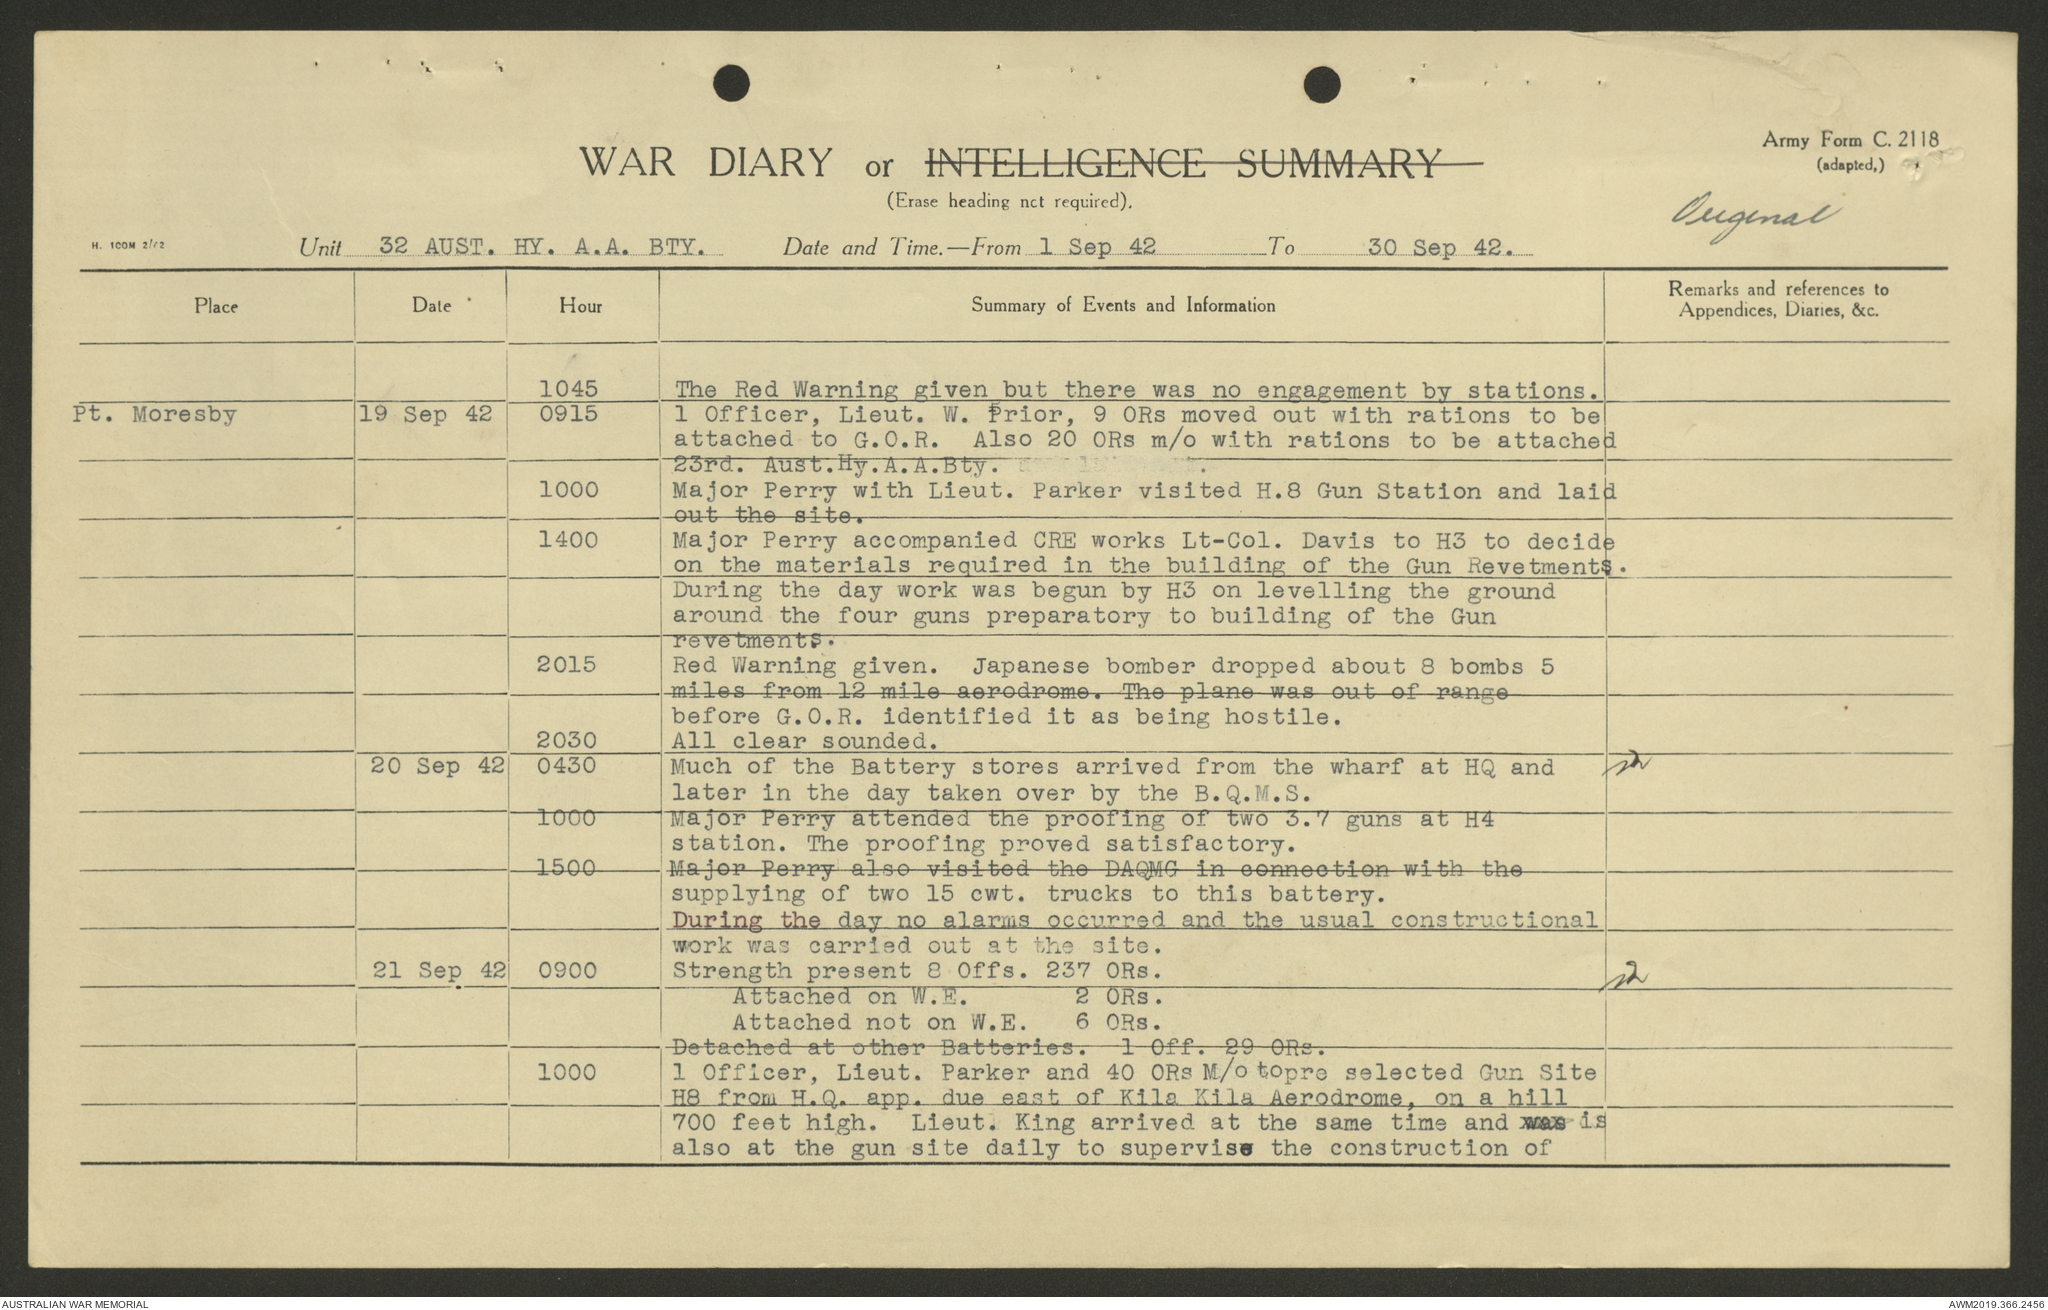 Army Form C. 2118
(adapted,)
WAR DIARY or INTELLIGENCE SUMMARY
(Erase heading nct required).
Original
H. 100M 2/42
Unit 32 AUST. HY. A.A. BTY. Date and Time.—From 1 Sep 42 To 30 Sep 42.
Place Date Hour Summary of Events and Information Remarks and references to
Appendices, Diaries, &c.
1045 The Red Warning given but there was no engagement by stations.
Pt. Moresby 19 Sep 42 0915 1 Officer, Lieut. W. Prior, 9 ORs moved out with rations to be
attached to G.O.R. Also 20 ORs m/o with rations to be attached
23rd. Aust.Hy.A.A.Bty.
1000 Major Perry with Lieut. Parker visited H.8 Gun Station and laid
out the site.
1400 Major Perry accompanied CRE works Lt-Col. Davis to H3 to decide
on the materials required in the building of the Gun Revetments.
During the day work was begun by H3 on levelling the ground
around the four guns preparatory to building of the Gun
revetments.
2015 Red Warning given. Japanese bomber dropped about 8 bombs 5
miles from 12 mile aerodrome. The plane was out of range
before G.O.R. identified it as being hostile.
2030 All clear sounded.
20 Sep 42 0430 Much of the Battery stores arrived from the wharf at HQ and
later in the day taken over by the B.Q.M.S.
1000 Major Perry attended the proofing of two 3.7 guns at H4
station. The proofing proved satisfactory.
1500 Major Perry also visited the DAQMG in connection with the
supplying of two 15 cwt. trucks to this battery.
During the day no alarms occurred and the usual constructional
work was carried out at the site.
21 Sep 42 0900 Strength present 8 Offs. 237 ORs.
Attached on W.E. 2 ORs.
Attached not on W.E. 6 ORs.
Detached at other Batteries. 1 Off. 29 ORs.
1000 1 Officer, Lieut. Parker and 40 ORs M/o topre selected Gun Site
H8 from H.Q. app. due east of Kila Kila Aerodrome, on a hill
700 feet high. Lieut. King arrived at the same time and was is
also at the gun site daily to supervise the construction of
AUSTRALIAN WAR MEMORIAL AWM2019.366.2456